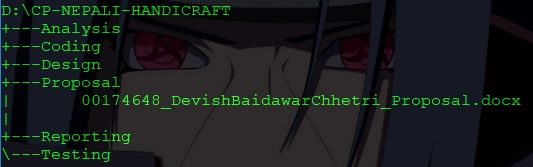 D:\CP-NEPALI-HANDICRAFT
+---Analysis
+---Coding
+---Design
+---Proposal
|       00174648_DevishBaidawarChhetri_Proposal.docx
|
+---Reporting
\---Testing